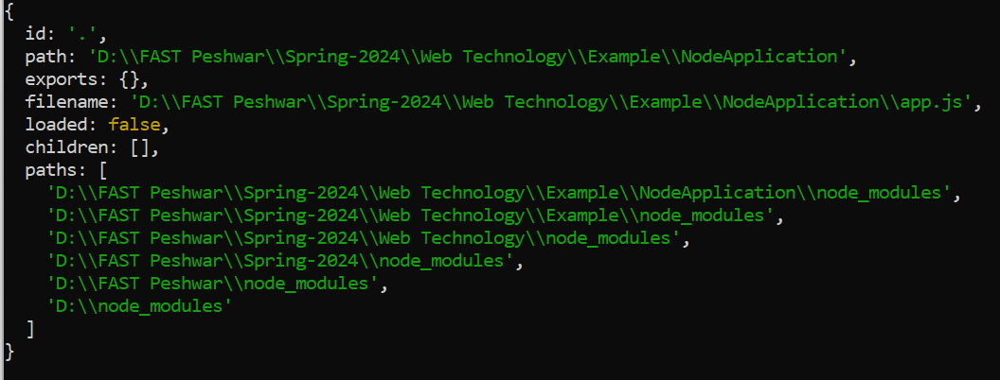 {
  id: '.',
  path: 'D:\\FAST Peshwar\\Spring-2024\\Web Technology\\Example\\NodeApplication',
  exports: {},
  filename: 'D:\\FAST Peshwar\\Spring-2024\\Web Technology\\Example\\NodeApplication\\app.js',
  loaded: false,
  children: [],
  paths: [
    'D:\\FAST Peshwar\\Spring-2024\\Web Technology\\Example\\NodeApplication\\node_modules',
    'D:\\FAST Peshwar\\Spring-2024\\Web Technology\\Example\\node_modules',
    'D:\\FAST Peshwar\\Spring-2024\\Web Technology\\node_modules',
    'D:\\FAST Peshwar\\Spring-2024\\node_modules',
    'D:\\FAST Peshwar\\node_modules',
    'D:\\node_modules'
  ]
}